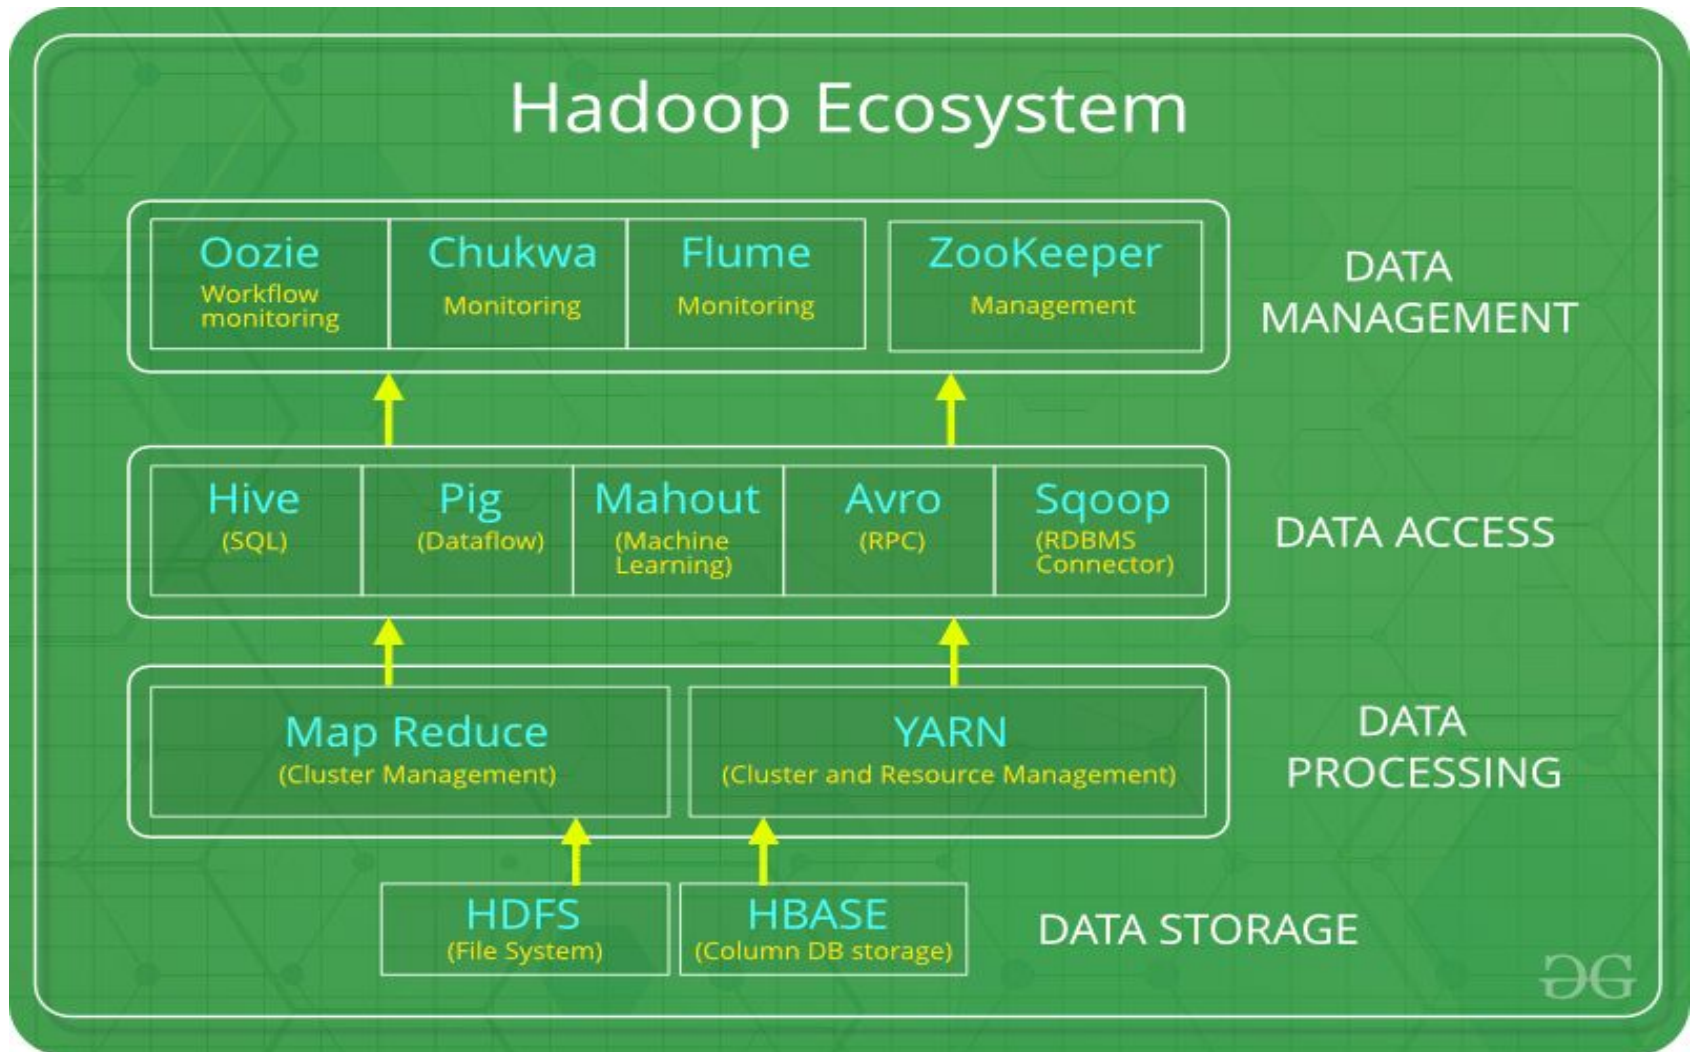 Hadoop Ecosystem
Oozie
Workflow
monitoring
Chukwa
Monitoring
Flume
Monitoring
ZooKeeper
Management
DATA
MANAGEMENT
Hive
(SQL)
Pig
(Dataflow)
Mahout
(Machine
Learning)
Avro
(RPC)
Sqoop
(RDBMS
Connector)
DATA ACCESS
Map Reduce
(Cluster Management)
YARN
(Cluster and Resource Management)
DATA
PROCESSING
HDFS
(File System)
HBASE
(Column DB storage)
DATA STORAGE